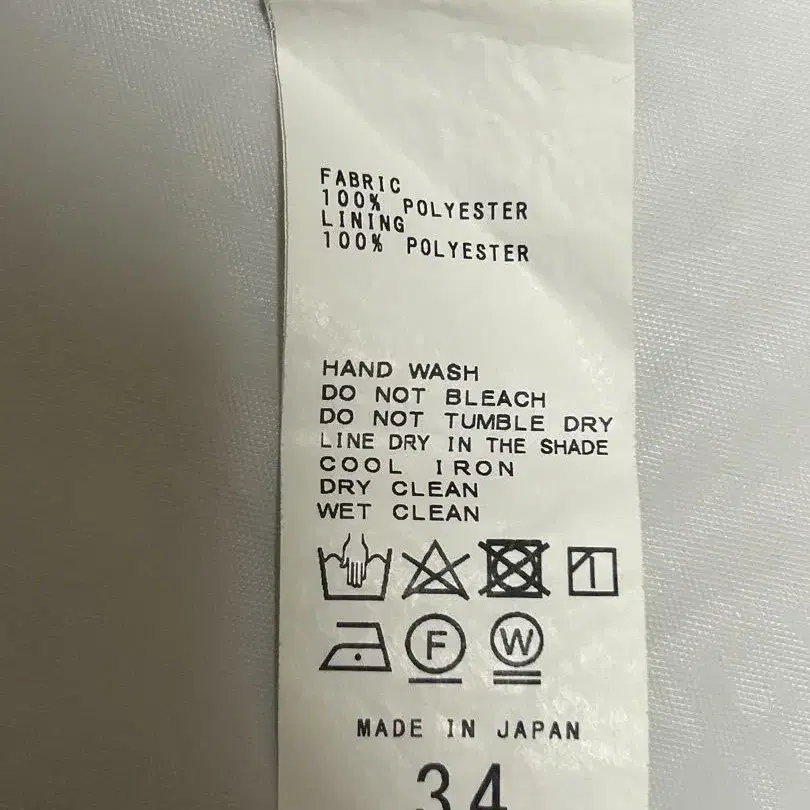 FABRIC
100% POLYESTER
LINING
100% POLYESTER
HAND WASH
DO NOT BLEACH
DO NOT TUMBLE DRY
LINE DRY IN THE SHADE
COOL IRON
DRY CLEAN
WET CLEAN
F W
MADE IN JAPAN
34